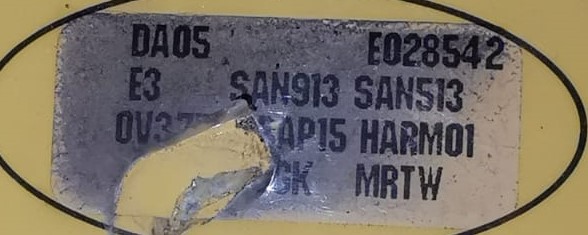 DA05 E028542
E3 SAN913 SAN513
HARM01
MRTW